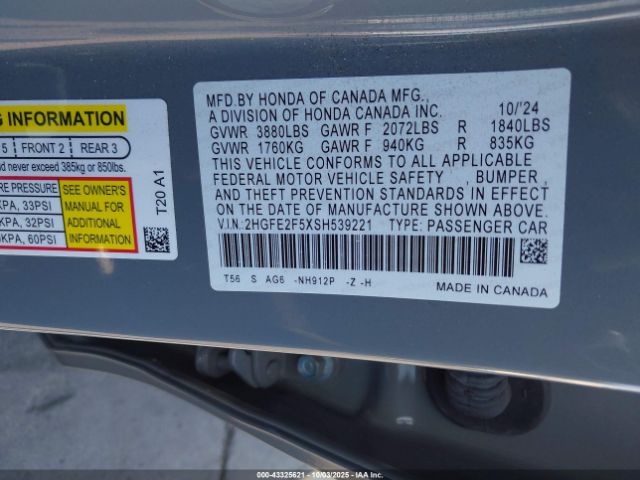 G INFORMATION
5 FRONT 2 REAR 3
nd never exceed 385kg or 850lbs.
RE PRESSURE
KPA, 33PSI
KPA, 32PSI
KPA, 60PSI
SEE OWNER'S
MANUAL FOR
ADDITIONAL
INFORMATION
T20 A1
MFD.BY HONDA OF CANADA MFG.,
A DIVISION OF HONDA CANADA INC. 10/'24
GVWR 3880LBS GAWR F 2072LBS R 1840LBS
GVWR 1760KG GAWR F 940KG R 835KG
THIS VEHICLE CONFORMS TO ALL APPLICABLE
FEDERAL MOTOR VEHICLE SAFETY , BUMPER ,
AND THEFT PREVENTION STANDARDS IN EFFECT
ON THE DATE OF MANUFACTURE SHOWN ABOVE.
V.I.N.:2HGFE2F5XSH539221 TYPE: PASSENGER CAR
T56 S AG6 -NH912P -Z -H
MADE IN CANADA
© IAA - 43325621 - 10/03/2025 - IAAI.com